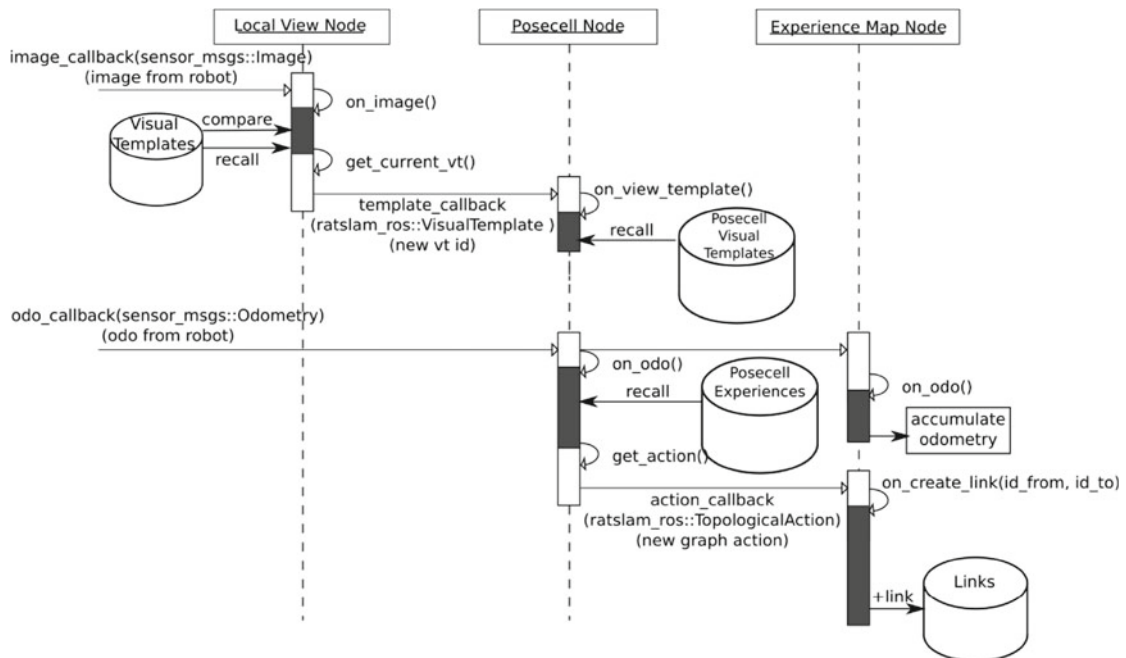 Local View Node
Posecell Node
Experience Map Node
image_callback(sensor_msgs::Image)
(image from robot)
on_image()
Visual
Templates
compare
recall
get_current_vt()
template_callback
(ratslam_ros::VisualTemplate )
(new vt id)
on_view_template()
recall
Posecell
Visual
Templates
odo_callback(sensor_msgs::Odometry)
(odo from robot)
on_odo()
recall
Posecell
Experiences
on_odo()
accumulate
odometry
get_action()
action_callback
(ratslam_ros::TopologicalAction)
(new graph action)
on_create_link(id_from, id_to)
+link
Links